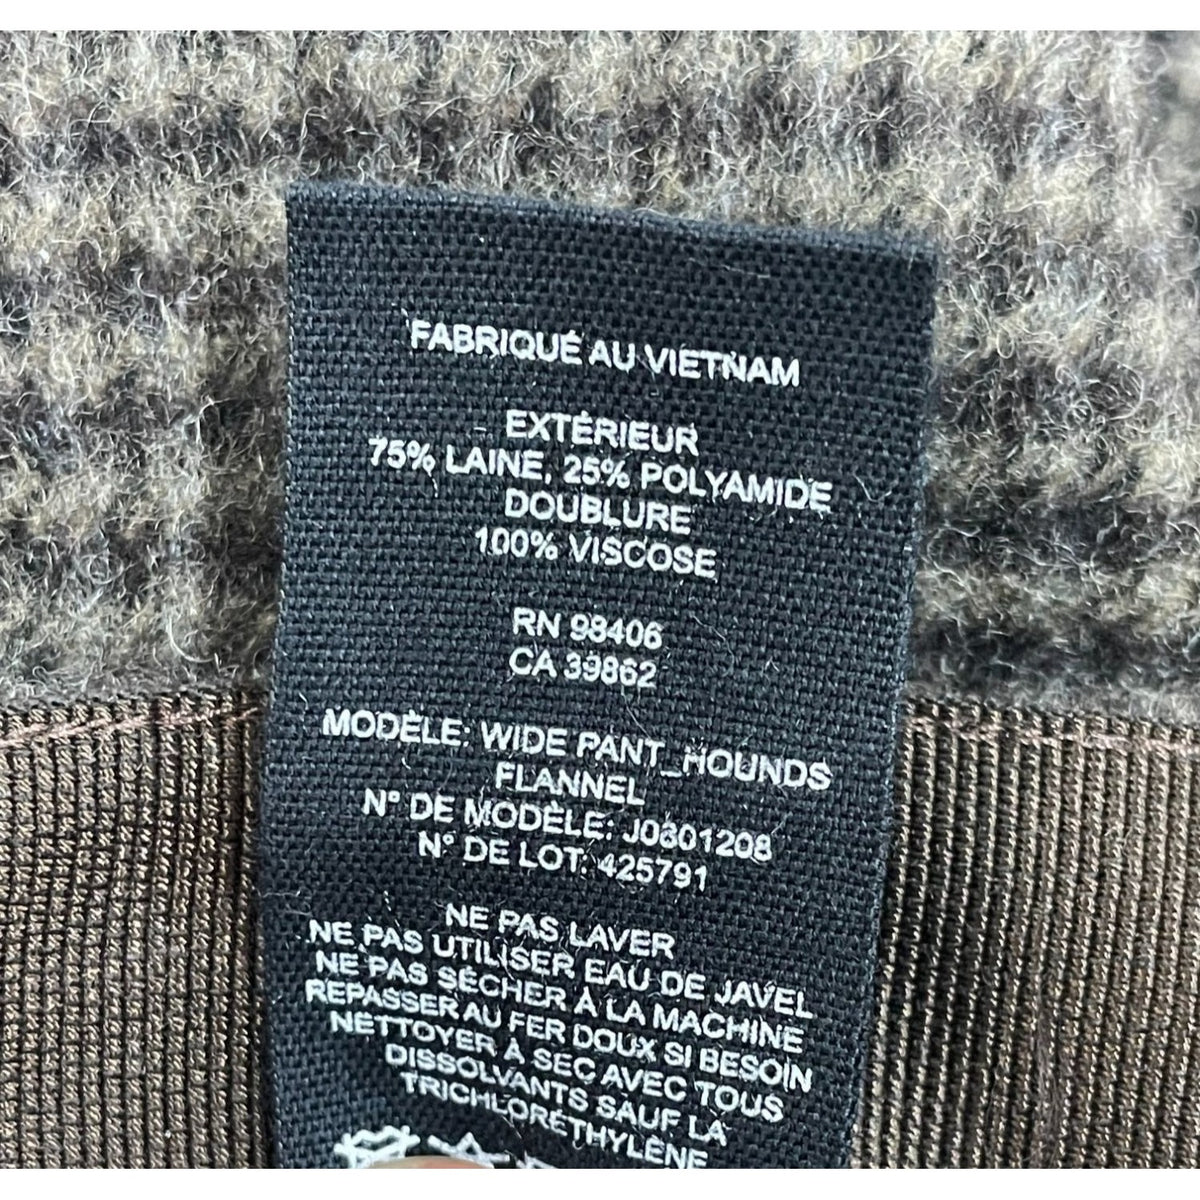 FABRIQUÉ AU VIETNAM
EXTÉRIEUR
75% LAINE, 25% POLYAMIDE
DOUBLURE
100% VISCOSE
RN 98406
CA 39862
MODÈLE: WIDE PANT_HOUNDS
FLANNEL
N° DE MODÈLE: J0801208
N° DE LOT: 425791
NE PAS LAVER
NE PAS UTILISER EAU DE JAVEL
NE PAS SÉCHER À LA MACHINE
REPASSER AU FER DOUX SI BESOIN
NETTOYER À SEC AVEC TOUS
DISSOLVANTS SAUF LA
TRICHLORÉTHYLÈNE